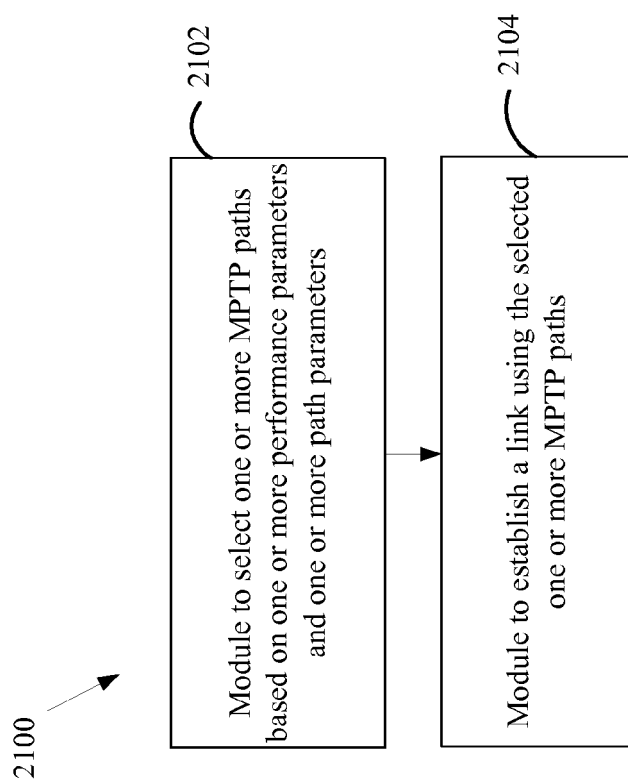 2100
2102
Module to select one or more MPTP paths
based on one or more performance parameters
and one or more path parameters
2104
Module to establish a link using the selected
one or more MPTP paths